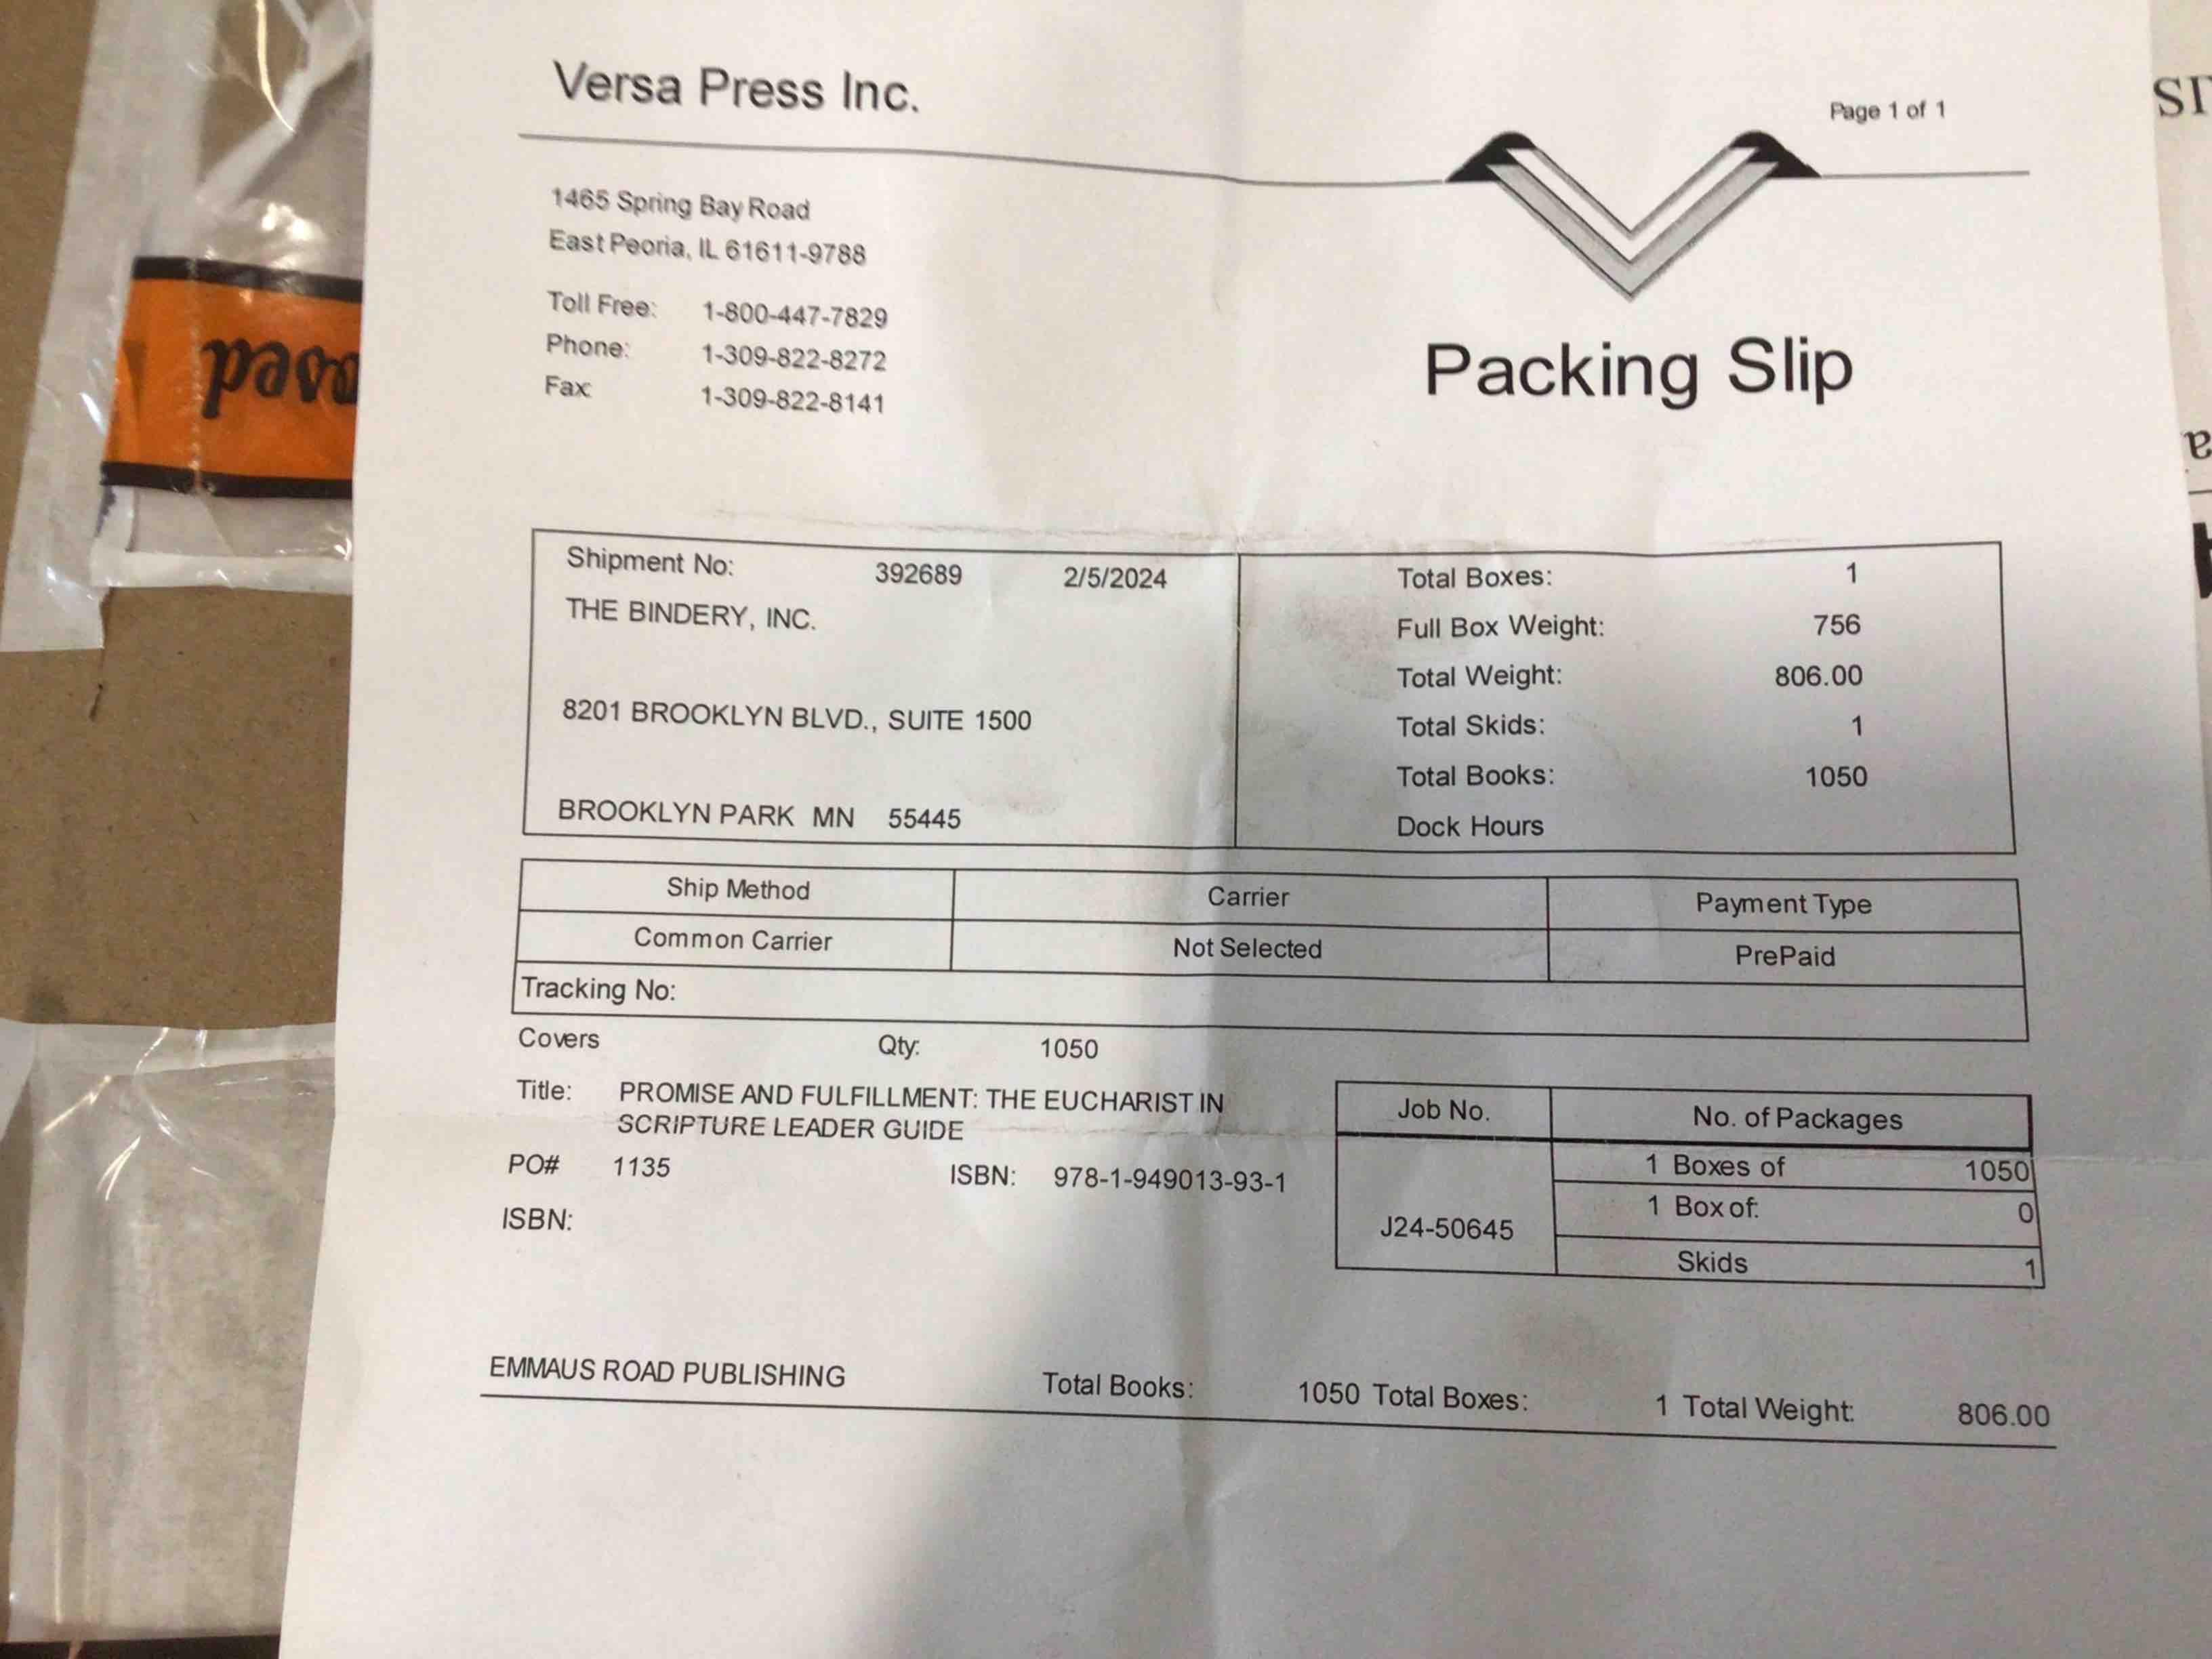 Versa Press Inc.
Page 1 of 1
1465 Spring Bay Road
East Peoria, IL 61611-9788
Toll Free: 1-800-447-7829
Phone: 1-309-822-8272
Fax: 1-309-822-8141
Packing Slip
Shipment No: 392689 2/5/2024
THE BINDERY, INC.
8201 BROOKLYN BLVD., SUITE 1500
BROOKLYN PARK MN 55445
Total Boxes: 1
Full Box Weight: 756
Total Weight: 806.00
Total Skids: 1
Total Books: 1050
Dock Hours
Ship Method Carrier Payment Type
Common Carrier Not Selected PrePaid
Tracking No:
Covers Qty: 1050
Title: PROMISE AND FULFILLMENT: THE EUCHARIST IN
SCRIPTURE LEADER GUIDE
PO# 1135 ISBN: 978-1-949013-93-1
ISBN:
Job No. No. of Packages
1 Boxes of 1050
1 Box of: 0
J24-50645
Skids 1
EMMAUS ROAD PUBLISHING Total Books: 1050 Total Boxes: 1 Total Weight: 806.00